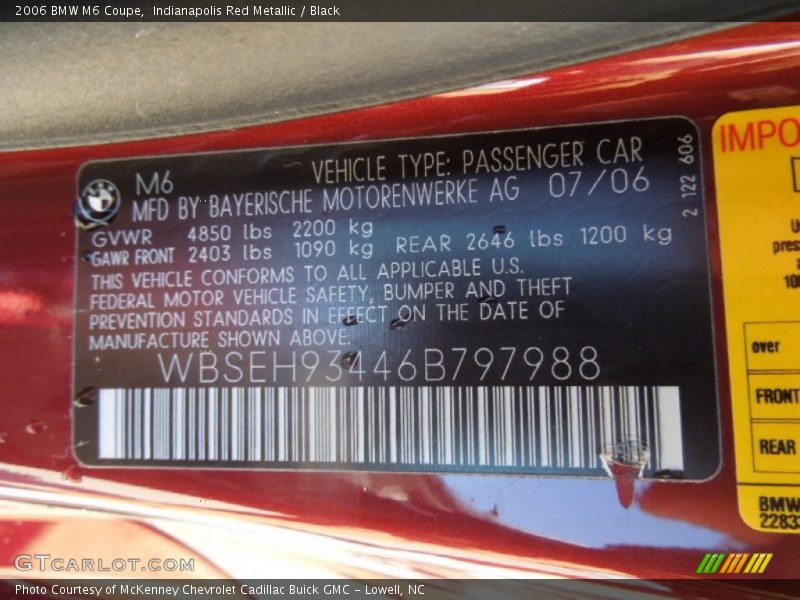 2006 BMW M6 Coupe,  Indianapolis Red Metallic / Black
M6
VEHICLE TYPE: PASSENGER CAR
MFD BY BAYERISCHE MOTORENWERKE AG 07/06
GVWR 4850 lbs 2200 kg
GAWR FRONT 2403 lbs 1090 kg REAR 2646 lbs 1200 kg
THIS VEHICLE CONFORMS TO ALL APPLICABLE U.S.
FEDERAL MOTOR VEHICLE SAFETY, BUMPER AND THEFT
PREVENTION STANDARDS IN EFFECT ON THE DATE OF
MANUFACTURE SHOWN ABOVE.
WBSEH93446B797988
2 122 606
BMW
IMPO
over
FRONT
REAR
BMW
2283
GTCARLOT.COM
Photo Courtesy of McKenney Chevrolet Cadillac Buick GMC - Lowell, NC